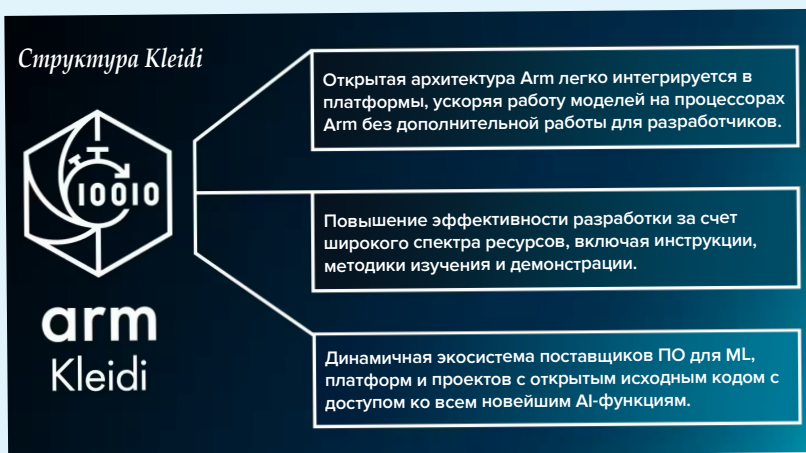 Структура Kleidi
10010
arm
Kleidi
Открытая архитектура Arm легко интегрируется в
платформы, ускоряя работу моделей на процессорах
Arm без дополнительной работы для разработчиков.
Повышение эффективности разработки за счет
широкого спектра ресурсов, включая инструкции,
методики изучения и демонстрации.
Динамичная экосистема поставщиков ПО для ML,
платформ и проектов с открытым исходным кодом с
доступом ко всем новейшим AI-функциям.